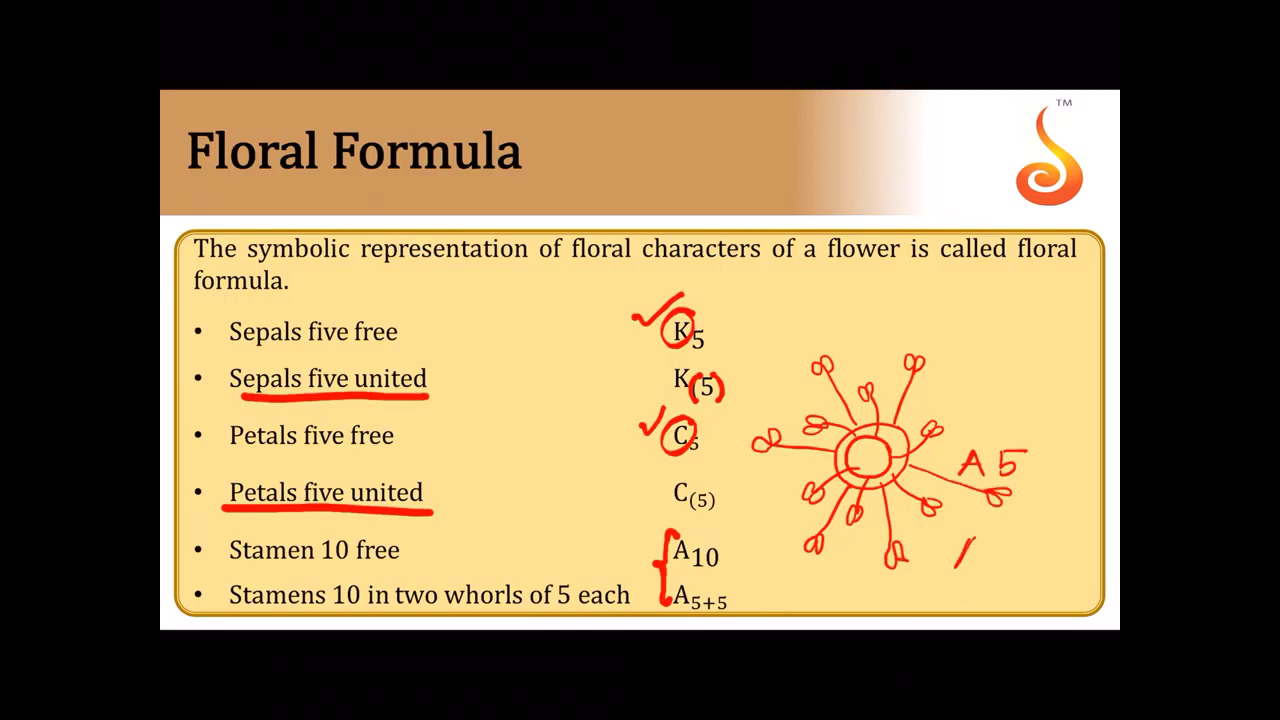 TM
Floral Formula
The symbolic representation of floral characters of a flower is called floral
formula.
• Sepals five free K5
• Sepals five united K(5)
• Petals five free C5
• Petals five united C(5)
A 5
• Stamen 10 free A10
• Stamens 10 in two whorls of 5 each A5+5